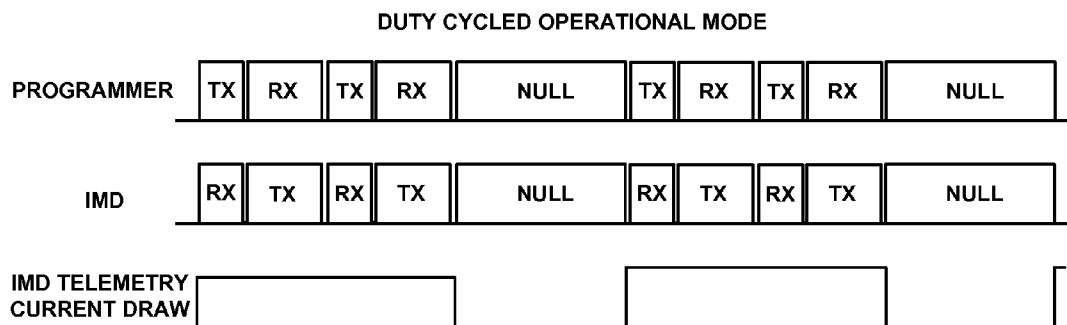 DUTY CYCLED OPERATIONAL MODE
PROGRAMMER TX RX TX RX NULL TX RX TX RX NULL
IMD RX TX RX TX NULL RX TX RX TX NULL
IMD TELEMETRY
CURRENT DRAW